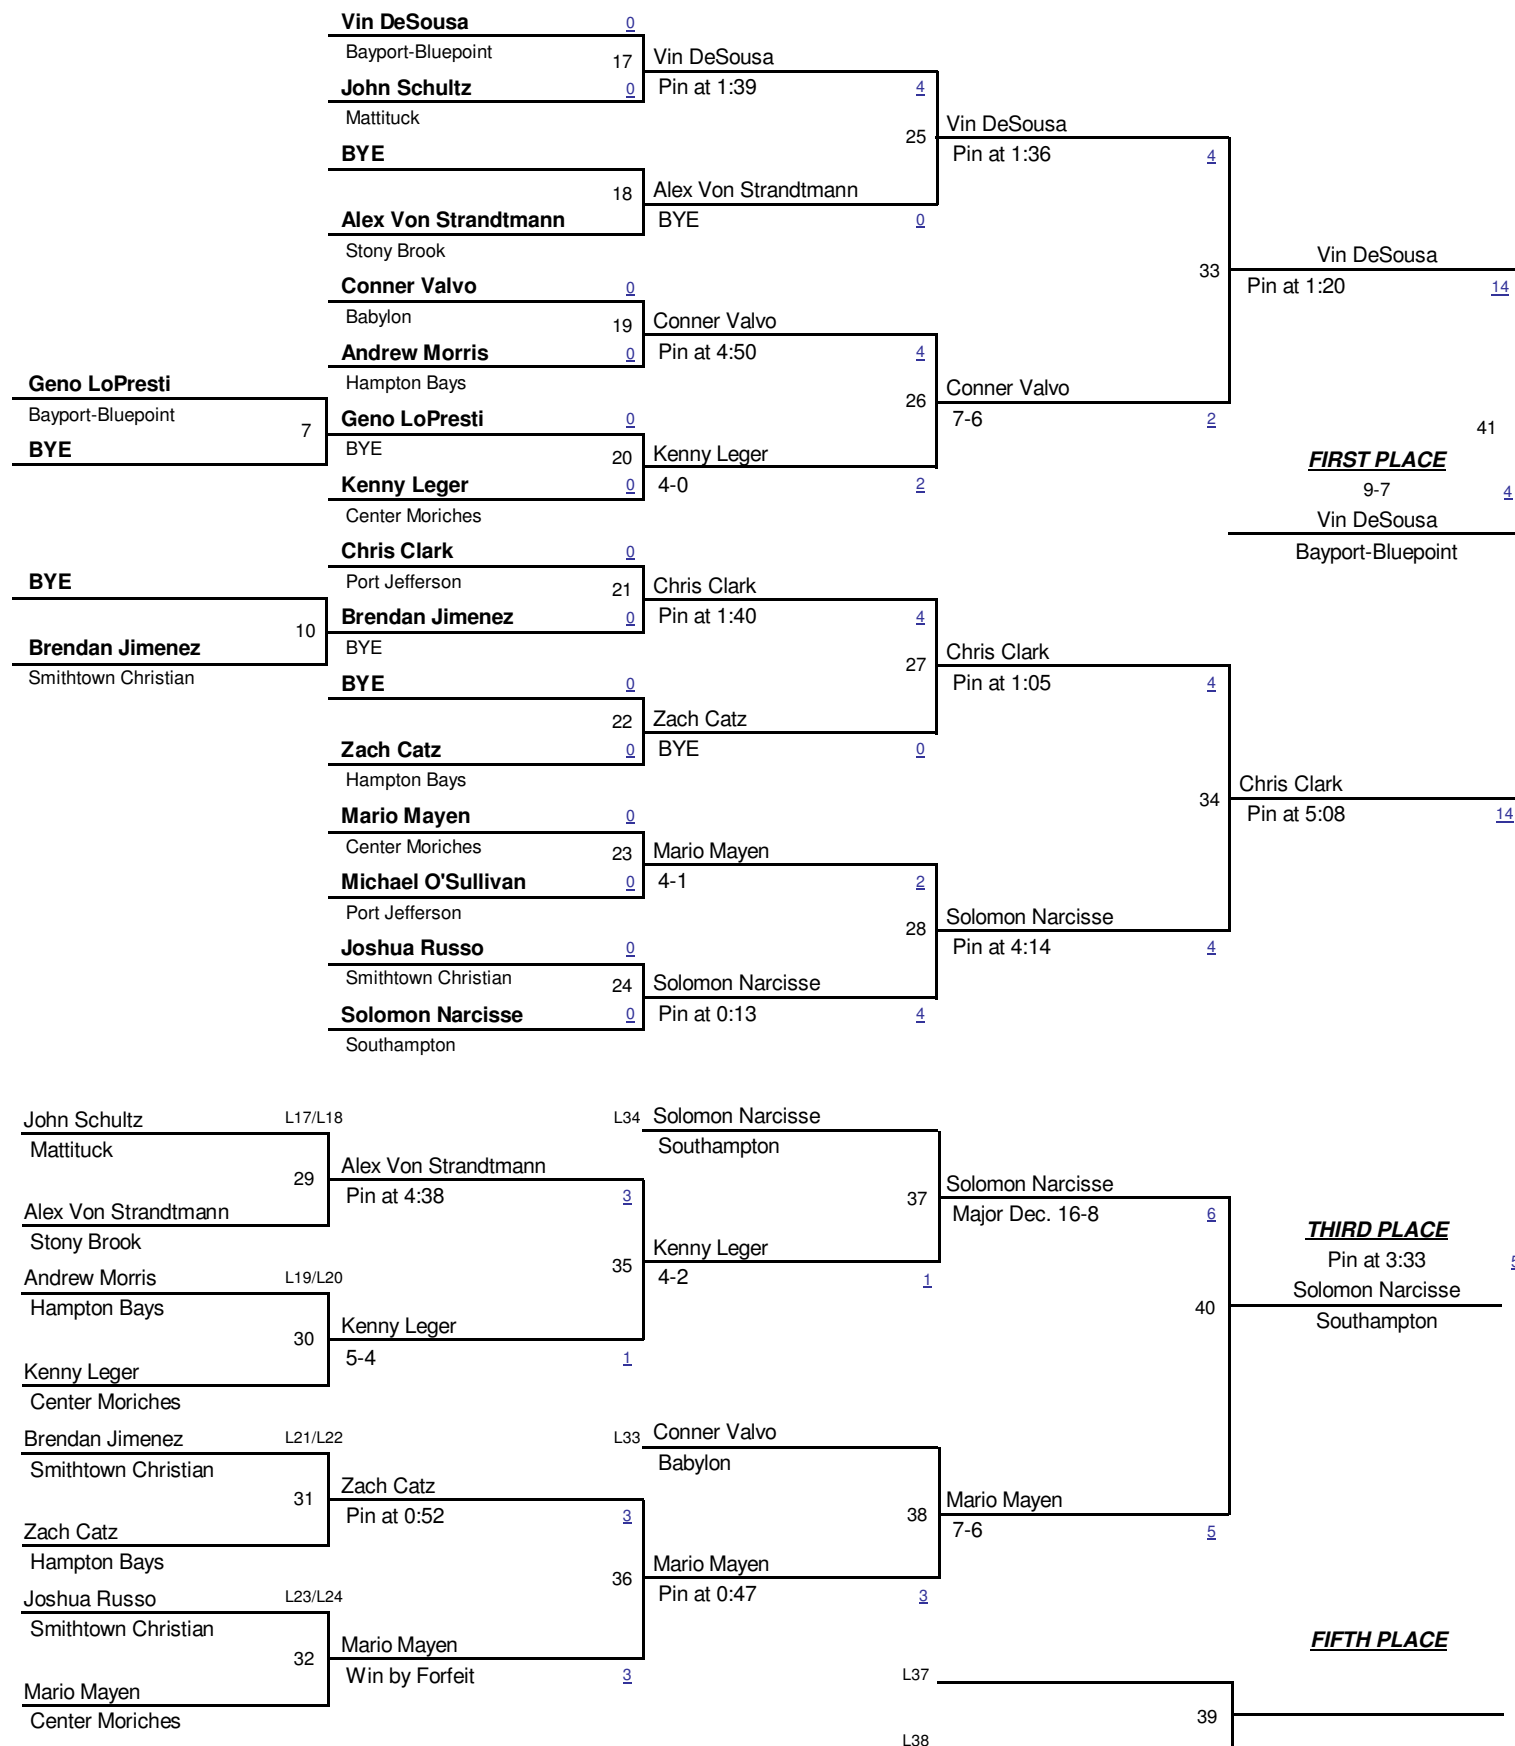 Vin DeSousa 0
Bayport-Bluepoint
17 Vin DeSousa
John Schultz 0 Pin at 1:39 4
Mattituck
Vin DeSousa
25
BYE Pin at 1:36 4
18 Alex Von Strandtmann
Alex Von Strandtmann BYE 0
Stony Brook
33 Vin DeSousa
Conner Valvo 0 Pin at 1:20 14
Babylon
19 Conner Valvo
Andrew Morris 0 Pin at 4:50 4
Hampton Bays
Geno LoPresti
26 Conner Valvo
Bayport-Bluepoint
7 Geno LoPresti 0 7-6 2
41
BYE BYE
20 Kenny Leger
FIRST PLACE
Kenny Leger 0 4-0 2
9-7 4
Center Moriches
Vin DeSousa
Bayport-Bluepoint
Chris Clark 0
BYE Port Jefferson
21 Chris Clark
10 Brendan Jimenez 0 Pin at 1:40 4
Brendan Jimenez BYE
27 Chris Clark
Smithtown Christian
BYE 0 Pin at 1:05 4
22 Zach Catz
Zach Catz 0 BYE 0
Hampton Bays
34 Chris Clark
Mario Mayen 0 Pin at 5:08 14
Center Moriches
23 Mario Mayen
Michael O'Sullivan 0 4-1 2
Port Jefferson
28 Solomon Narcisse
Joshua Russo 0 Pin at 4:14 4
Smithtown Christian
24 Solomon Narcisse
Solomon Narcisse 0 Pin at 0:13 4
Southampton
John Schultz L17/L18 L34 Solomon Narcisse
Mattituck Southampton
29 Alex Von Strandtmann
Pin at 4:38 3 37 Solomon Narcisse
Alex Von Strandtmann Major Dec. 16-8 6
Stony Brook
THIRD PLACE
35 Kenny Leger
Pin at 3:33
Andrew Morris L19/L20 4-2 1
Solomon Narcisse
Hampton Bays 40
Southampton
30 Kenny Leger
5-4 1
Kenny Leger
Center Moriches
Brendan Jimenez L21/L22 L33 Conner Valvo
Smithtown Christian Babylon
31 Zach Catz
Pin at 0:52 3 38 Mario Mayen
Zach Catz 7-6 5
Hampton Bays
36 Mario Mayen
Joshua Russo L23/L24 Pin at 0:47 3
Smithtown Christian
FIFTH PLACE
32 Mario Mayen
Win by Forfeit 3 L37
Mario Mayen
Center Moriches 39
L38